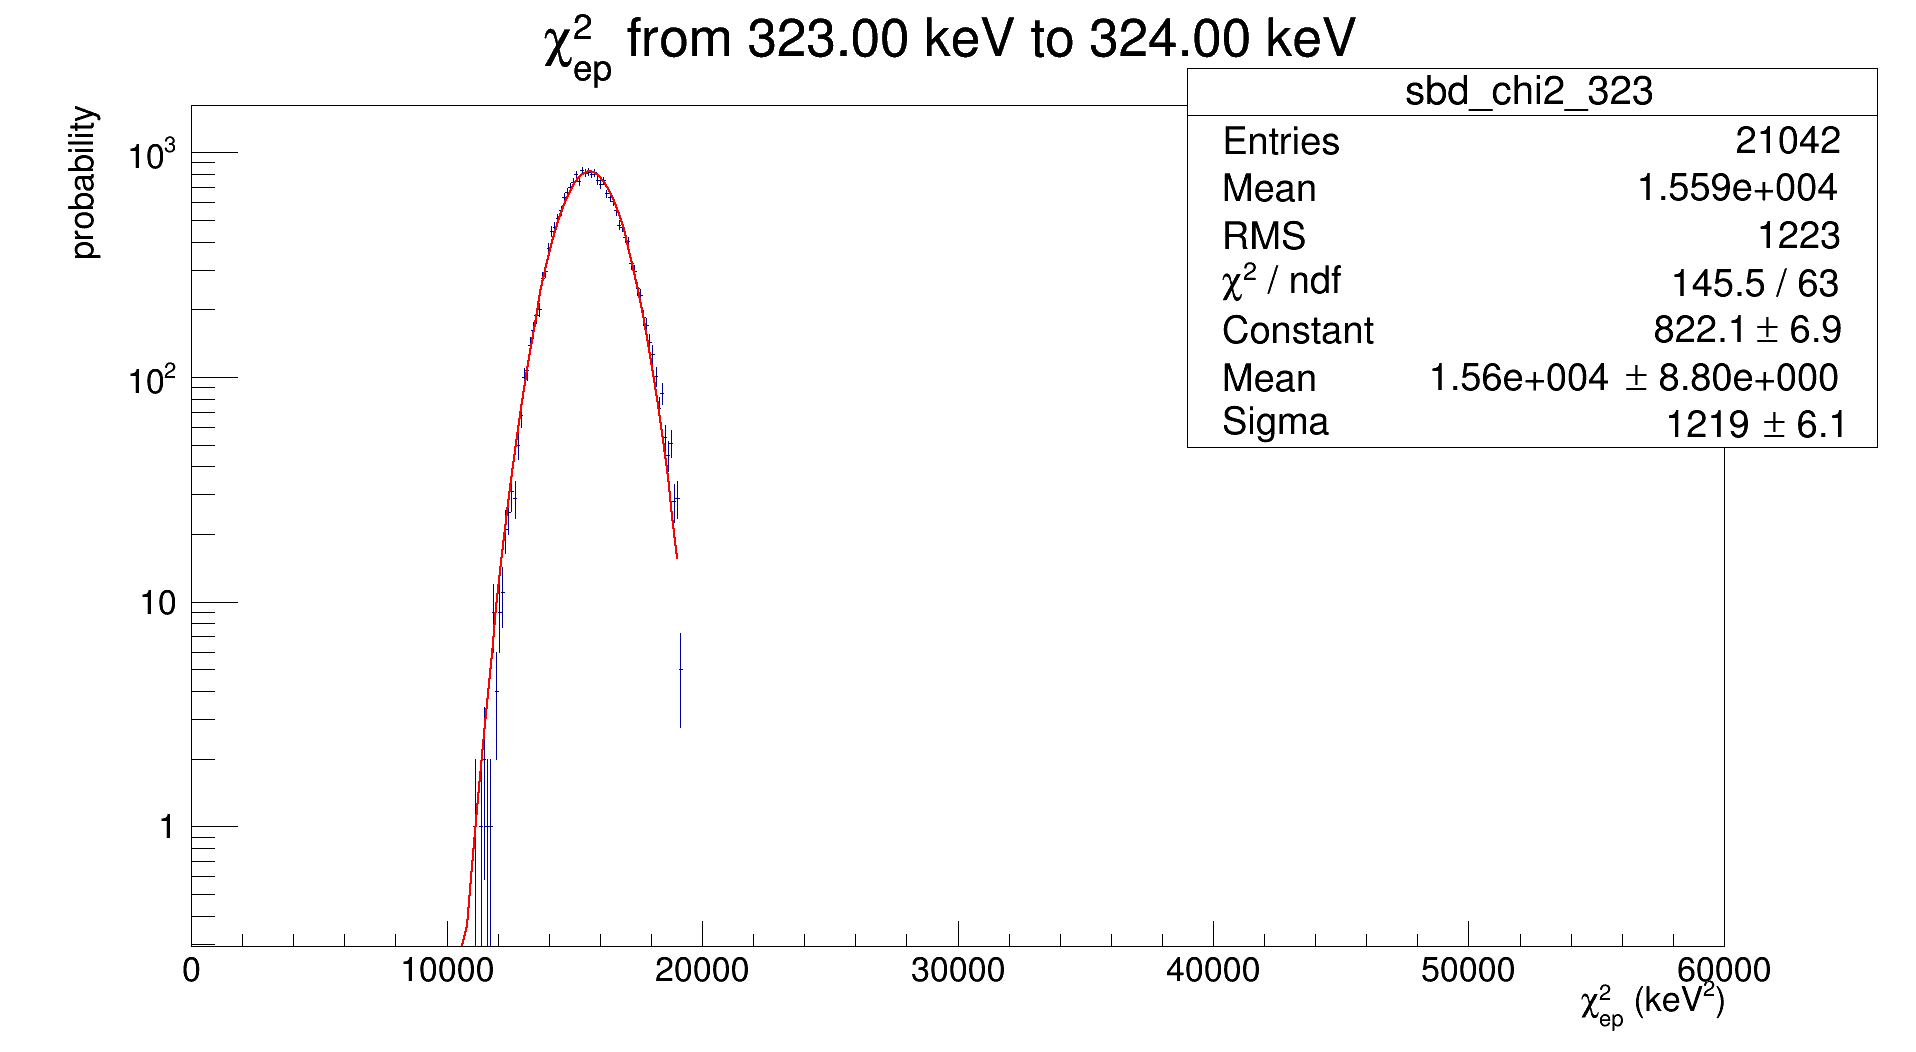 χ²ep from 323.00 keV to 324.00 keV
probability
sbd_chi2_323
Entries 21042
Mean 1.559e+004
RMS 1223
χ² / ndf 145.5 / 63
Constant 822.1 ± 6.9
Mean 1.56e+004 ± 8.80e+000
Sigma 1219 ± 6.1
10³
10²
10
1
0 10000 20000 30000 40000 50000 60000
χ²ep (keV²)